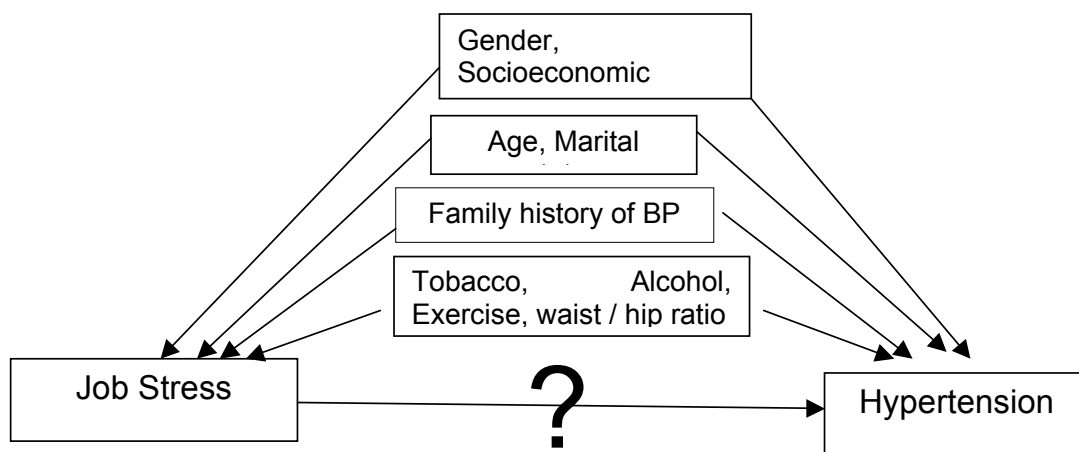 Gender,
Socioeconomic
Age, Marital
Family history of BP
Tobacco, Alcohol,
Exercise, waist / hip ratio
Job Stress
?
Hypertension